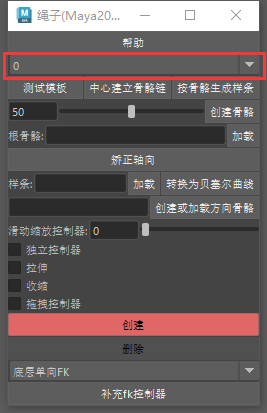 绳子(Maya20...
帮助
0
测试模板 中心建立骨骼链 按骨骼生成样条
50 创建骨骼
根骨骼: 加载
矫正轴向
样条: 加载 转换为贝塞尔曲线
创建或加载方向骨骼
滑动缩放控制器: 0
独立控制器
拉伸
收缩
拖拽控制器
创建
删除
底层单向FK
补充fk控制器